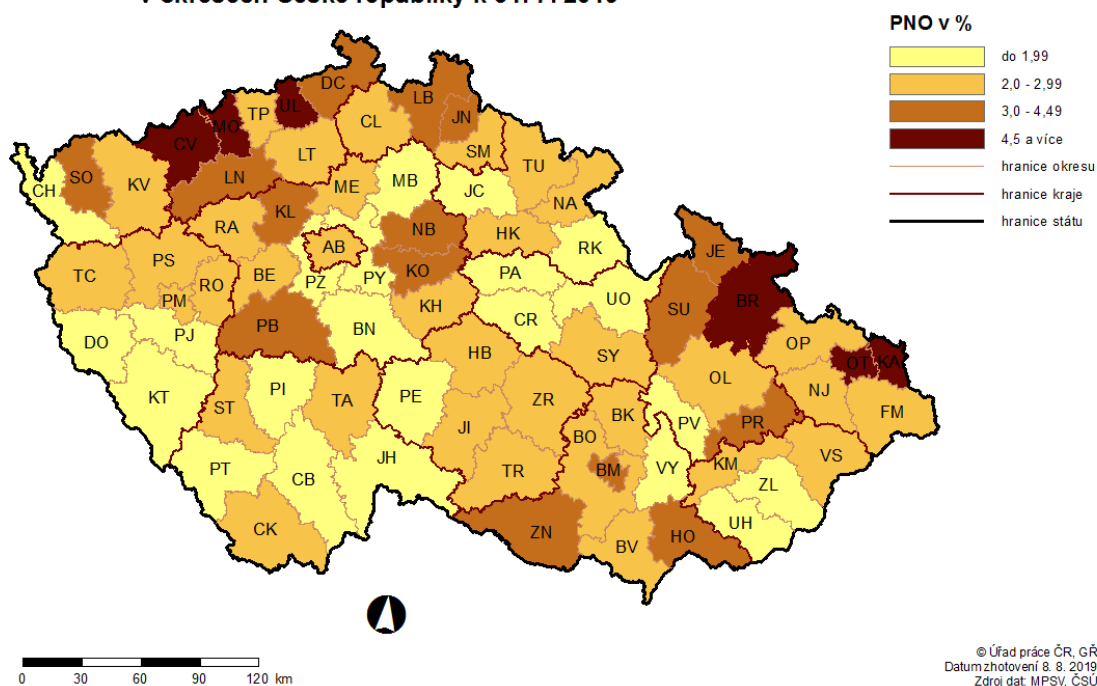 PNO v %
do 1,99
2,0 - 2,99
3,0 - 4,49
4,5 a více
hranice okresu
hranice kraje
hranice státu
DC
LB
UL
TP
MO
CL
JN
CV
LT
SM
TU
SO
KV
LN
ME
MB
JC
CH
NA
KL
RA
NB
HK
RK
AB
JE
TC
PS
RO
BE
PZ
PY
KO
PA
UO
SU
BR
PM
KH
CR
PB
BN
OP
DO
PJ
HB
SY
OT
KA
OL
NJ
KT
PI
ST
TA
PE
ZR
BK
PV
PR
FM
JI
BO
VS
PT
CB
JH
TR
BM
VY
KM
ZL
CK
ZN
BV
HO
UH
0 30 60 90 120 km
© Úřad práce ČR, GŘ
Datum zhotovení 8. 8. 2019
Zdroj dat: MPSV, ČSÚ